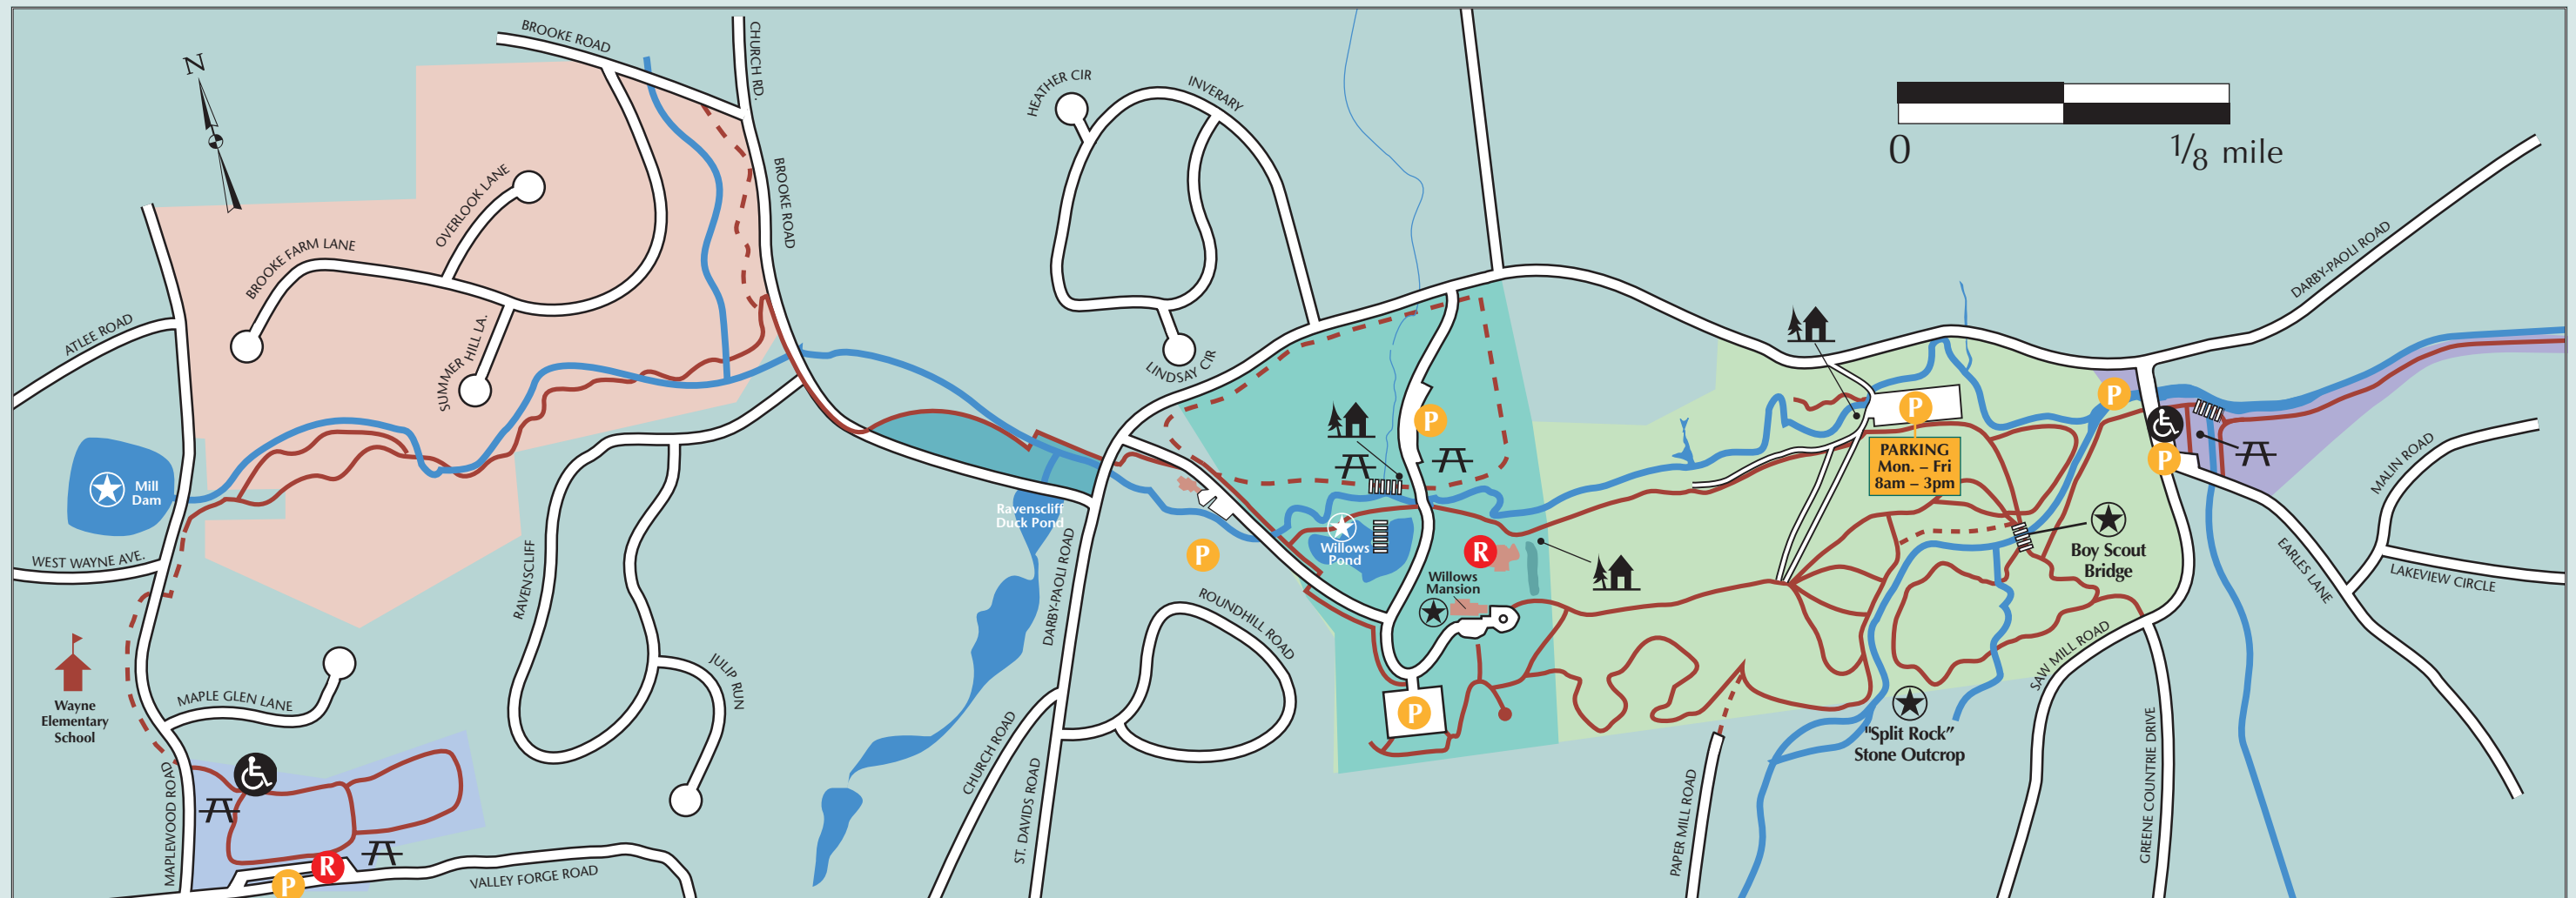 N
BROOKE ROAD
CHURCH RD.
BROOKE ROAD
OVERLOOK LANE
BROOKE FARM LANE
SUMMER HILL LA.
ATLEE ROAD
Mill
Dam
WEST WAYNE AVE.
Wayne
Elementary
School
MAPLE GLEN LANE
MAPLEWOOD ROAD
R
P
VALLEY FORGE ROAD
RAVENSCLIFF
JULIP RUN
HEATHER CIR
INVERARY
LINDSAY CIR
Ravenscliff
Duck Pond
DARBY-PAOLI ROAD
CHURCH ROAD
ST. DAVIDS ROAD
ROUNDHILL ROAD
P
P
Willows
Pond
R
Willows
Mansion
P
0
1/8 mile
P
PARKING
Mon. – Fri
8am – 3pm
P
P
DARBY-PAOLI ROAD
Boy Scout
Bridge
"Split Rock”
Stone Outcrop
PAPER MILL ROAD
SAW MILL ROAD
GREENE COUNTRIE DRIVE
EARLES LANE
MALIN ROAD
LAKEVIEW CIRCLE